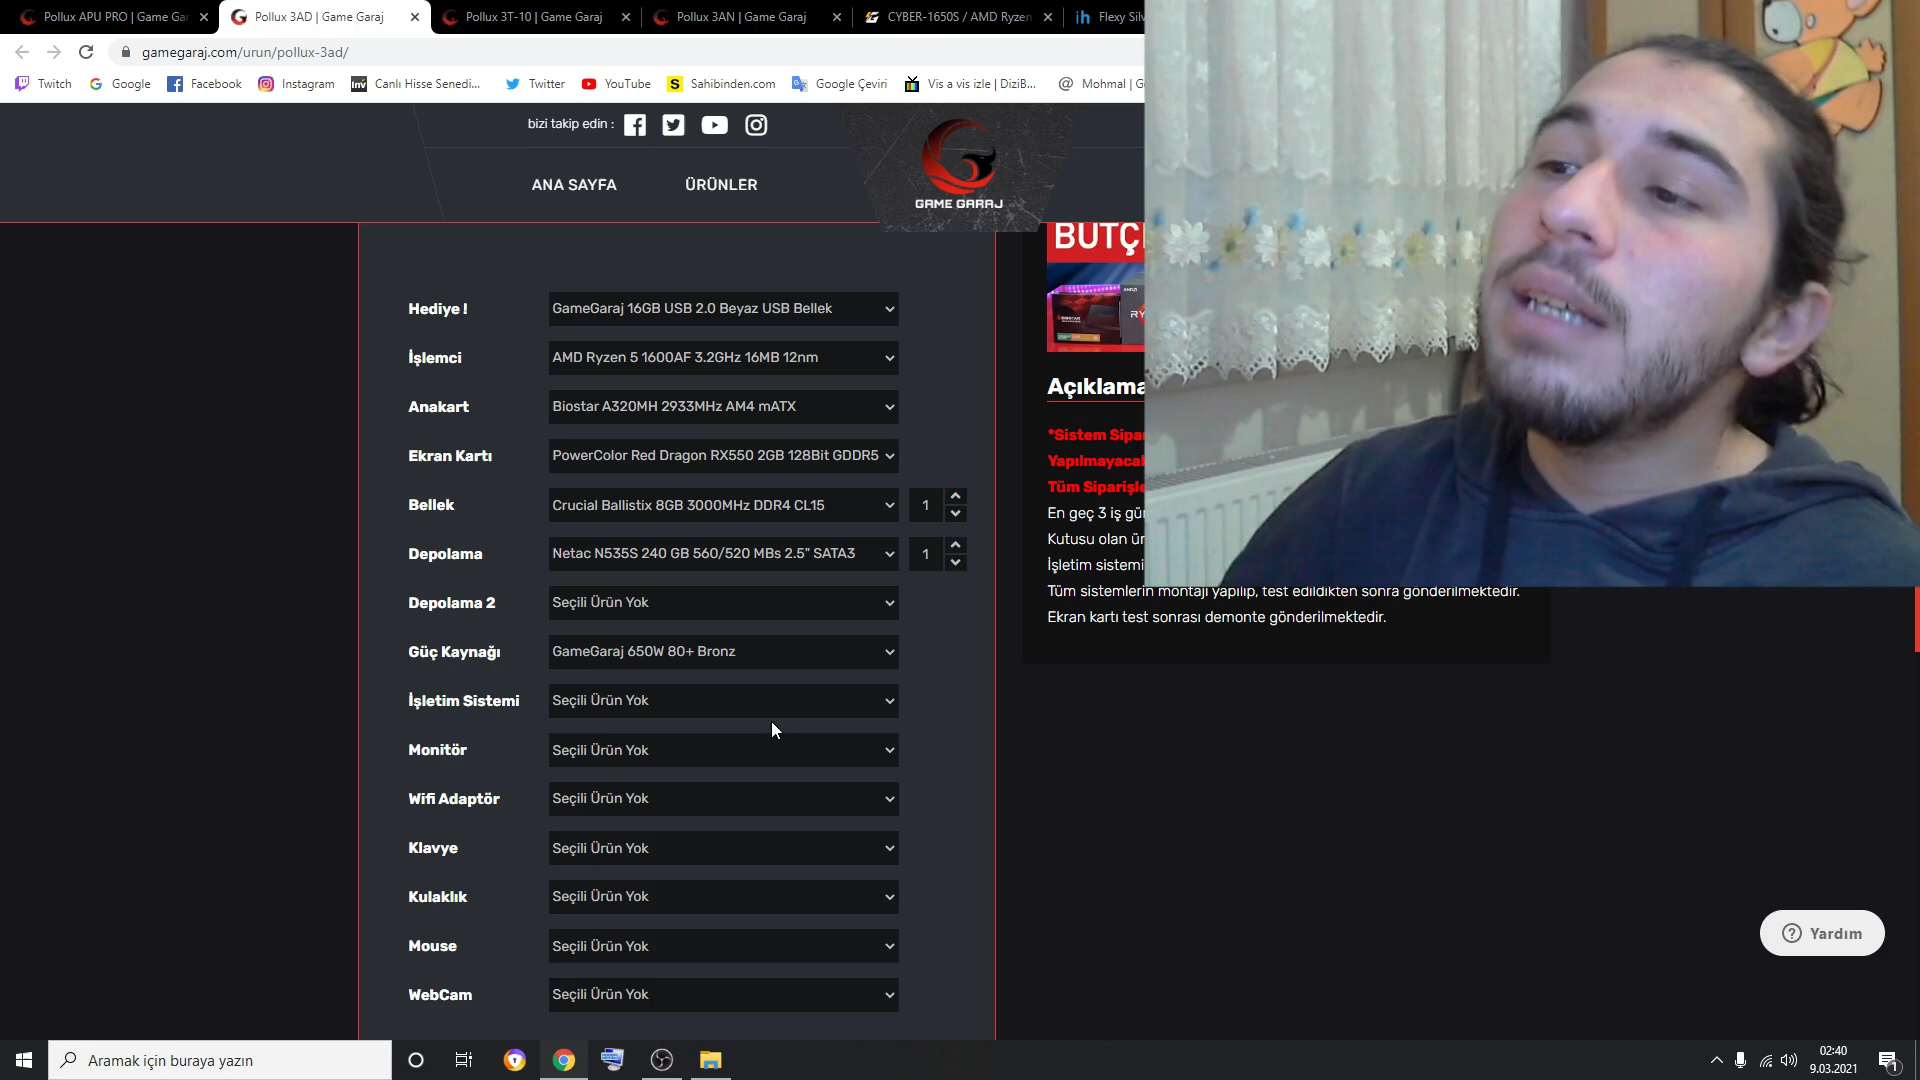 Pollux APU PRO | Game Gar
Pollux 3AD | Game Garaj
Pollux 3T-10 | Game Garaj
Pollux 3AN | Game Garaj
CYBER-1650S / AMD Ryzen
Flexy Silv
gamegaraj.com/urun/pollux-3ad/
Twitch
Google
Facebook
Instagram
Canlı Hisse Senedi...
Twitter
YouTube
Sahibinden.com
Google Çeviri
Vis a vis izle | DiziB...
Mohmal | G
bizi takip edin :
ANA SAYFA
ÜRÜNLER
GAME GARAJ
BÜTÇ
Hediye !
GameGaraj 16GB USB 2.0 Beyaz USB Bellek
İşlemci
AMD Ryzen 5 1600AF 3.2GHz 16MB 12nm
Anakart
Biostar A320MH 2933MHz AM4 mATX
Ekran Kartı
PowerColor Red Dragon RX550 2GB 128Bit GDDR5
Bellek
Crucial Ballistix 8GB 3000MHz DDR4 CL15
1
Depolama
Netac N535S 240 GB 560/520 MBs 2.5" SATA3
1
Depolama 2
Seçili Ürün Yok
Güç Kaynağı
GameGaraj 650W 80+ Bronz
İşletim Sistemi
Seçili Ürün Yok
Monitör
Seçili Ürün Yok
Wifi Adaptör
Seçili Ürün Yok
Klavye
Seçili Ürün Yok
Kulaklık
Seçili Ürün Yok
Mouse
Seçili Ürün Yok
WebCam
Seçili Ürün Yok
Açıklama
*Sistem Sipar
Yapılmayacak
Tüm Siparişle
En geç 3 iş gün
Kutusu olan ür
İşletim sistemi
Tüm sistemlerin montajı yapılıp, test edildikten sonra gönderilmektedir.
Ekran kartı test sonrası demonte gönderilmektedir.
Yardım
Aramak için buraya yazın
02:40
9.03.2021
1